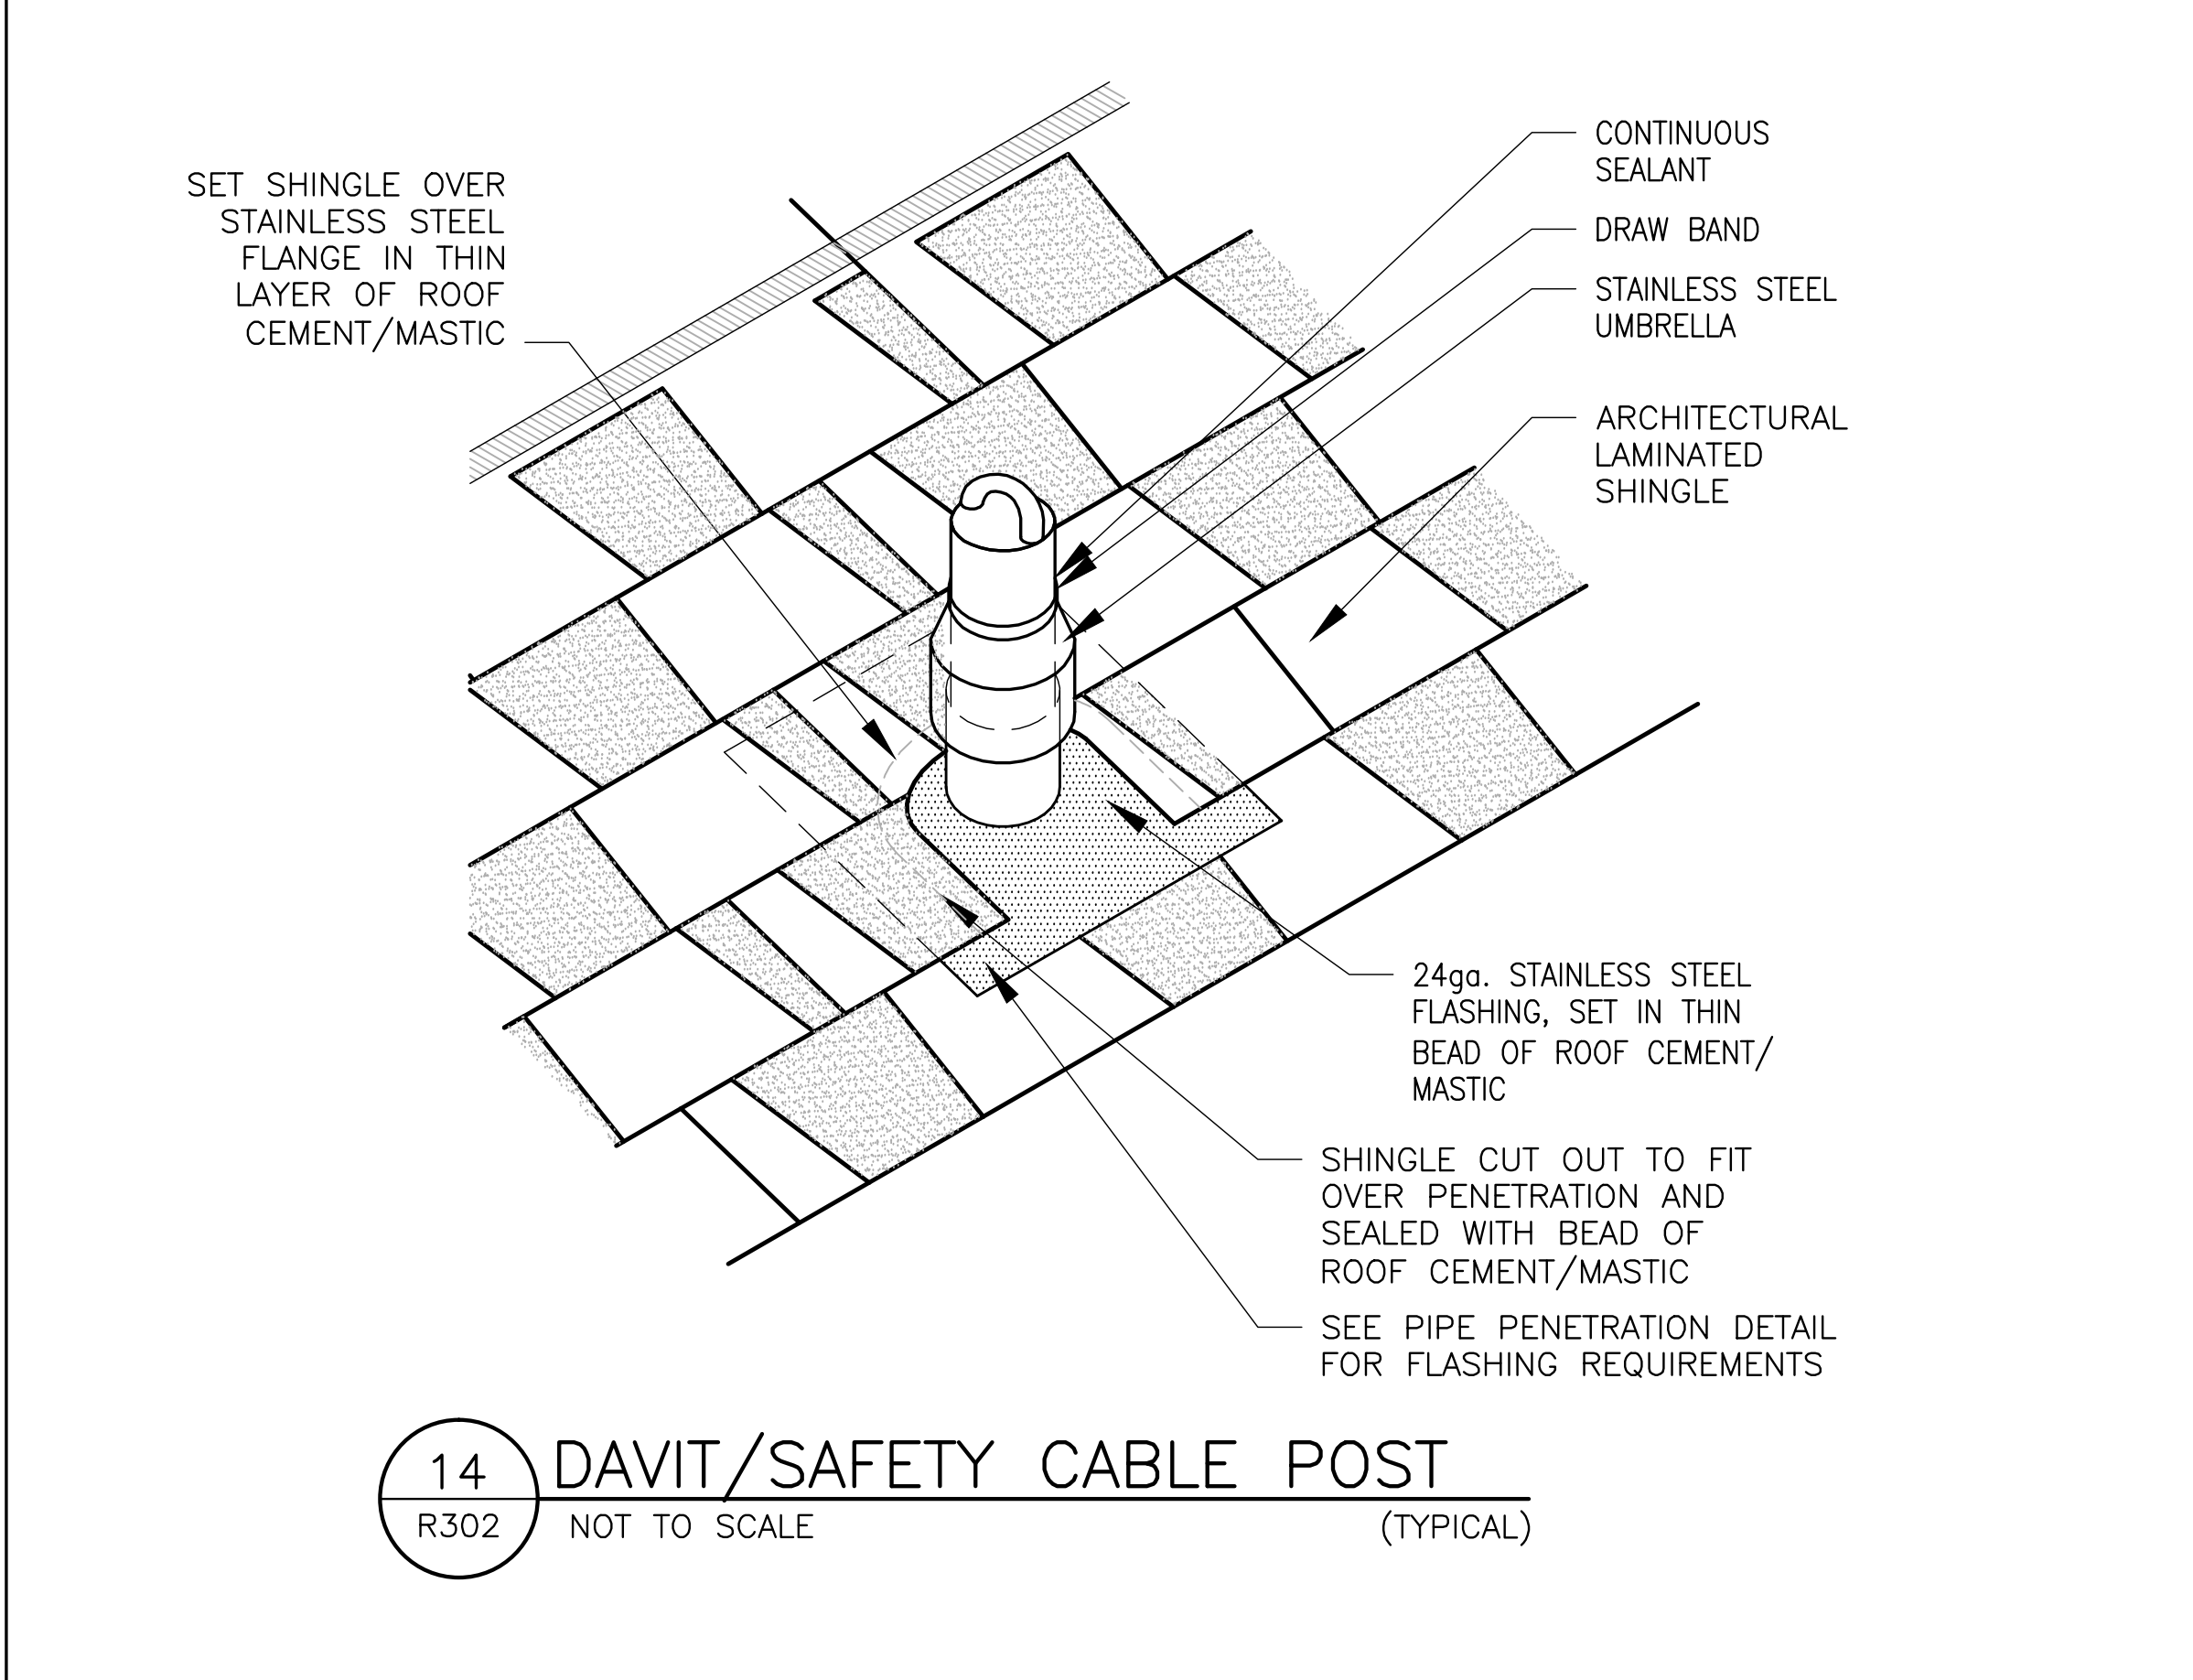 SET SHINGLE OVER
STAINLESS STEEL
FLANGE IN THIN
LAYER OF ROOF
CEMENT/MASTIC
CONTINUOUS
SEALANT
DRAW BAND
STAINLESS STEEL
UMBRELLA
ARCHITECTURAL
LAMINATED
SHINGLE
24ga. STAINLESS STEEL
FLASHING, SET IN THIN
BEAD OF ROOF CEMENT/
MASTIC
SHINGLE CUT OUT TO FIT
OVER PENETRATION AND
SEALED WITH BEAD OF
ROOF CEMENT/MASTIC
SEE PIPE PENETRATION DETAIL
FOR FLASHING REQUIREMENTS
14
R302
DAVIT/SAFETY CABLE POST
NOT TO SCALE
(TYPICAL)